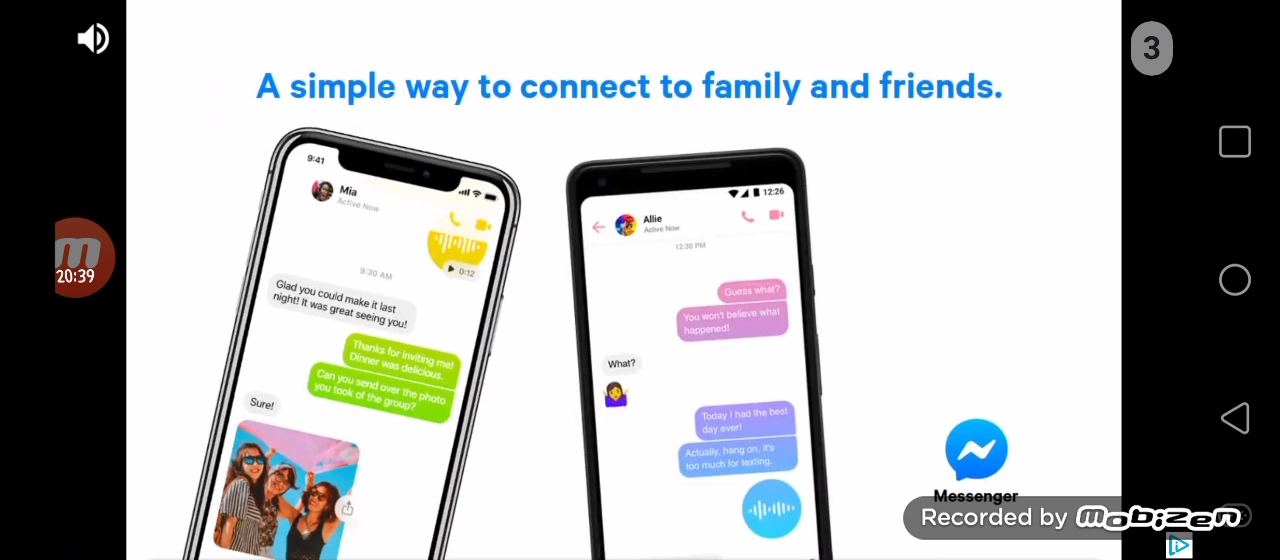 3
A simple way to connect to family and friends.
20:39
9:41
Mia
Active Now
0:12
9:30 AM
Glad you could make it last
night! It was great seeing you!
Thanks for inviting me!
Dinner was delicious.
Can you send over the photo
you took of the group?
Sure!
12:26
Allie
Active Now
12:30 PM
Guess what?
You won't believe what
happened!
What?
Today I had the best
day ever!
Actually, hang on, it's
too much for texting.
Messenger
Recorded by mobizen